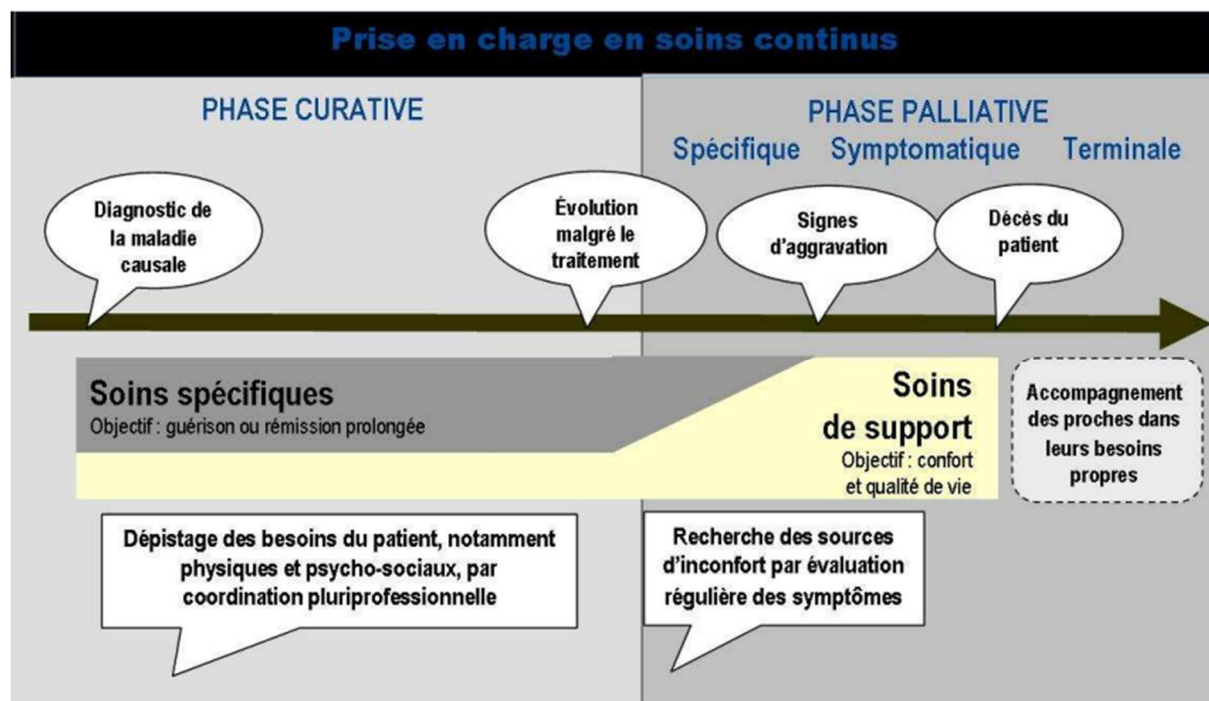 Prise en charge en soins continus
PHASE CURATIVE
PHASE PALLIATIVE
Spécifique Symptomatique Terminale
Diagnostic de
la maladie
causale
Évolution
malgré le
traitement
Signes
d'aggravation
Décès du
patient
Soins spécifiques
Objectif : guérison ou rémission prolongée
Soins
de support
Objectif : confort
et qualité de vie
Accompagnement
des proches dans
leurs besoins
propres
Dépistage des besoins du patient, notamment
physiques et psycho-sociaux, par
coordination pluriprofessionnelle
Recherche des sources
d'inconfort par évaluation
régulière des symptômes